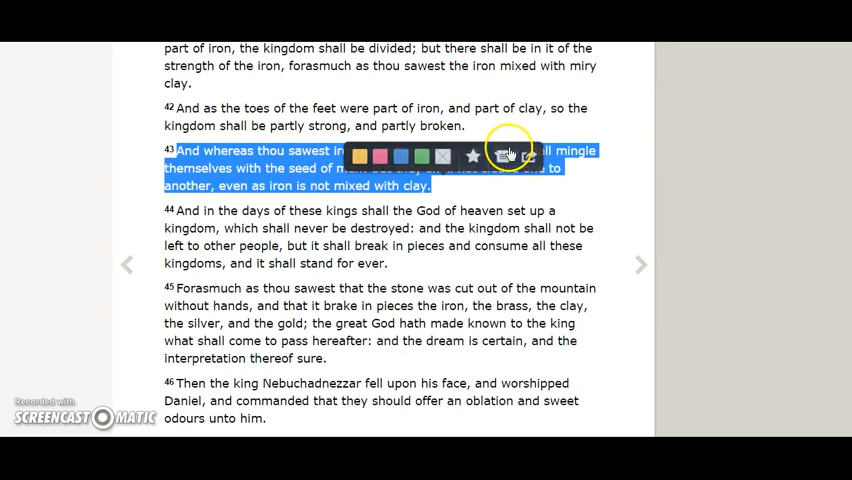 part of iron, the kingdom shall be divided; but there shall be in it of the
strength of the iron, forasmuch as thou sawest the iron mixed with miry
clay.
42 And as the toes of the feet were part of iron, and part of clay, so the
kingdom shall be partly strong, and partly broken.
43 And whereas thou sawest mingle
themselves with the seed of to
another, even as iron is not mixed with clay.
44 And in the days of these kings shall the God of heaven set up a
kingdom, which shall never be destroyed: and the kingdom shall not be
left to other people, but it shall break in pieces and consume all these
kingdoms, and it shall stand for ever.
45 Forasmuch as thou sawest that the stone was cut out of the mountain
without hands, and that it brake in pieces the iron, the brass, the clay,
the silver, and the gold; the great God hath made known to the king
what shall come to pass hereafter: and the dream is certain, and the
interpretation thereof sure.
46 Then the king Nebuchadnezzar fell upon his face, and worshipped
Daniel, and commanded that they should offer an oblation and sweet
odours unto him.
Recorded with
SCREENCAST MATIC